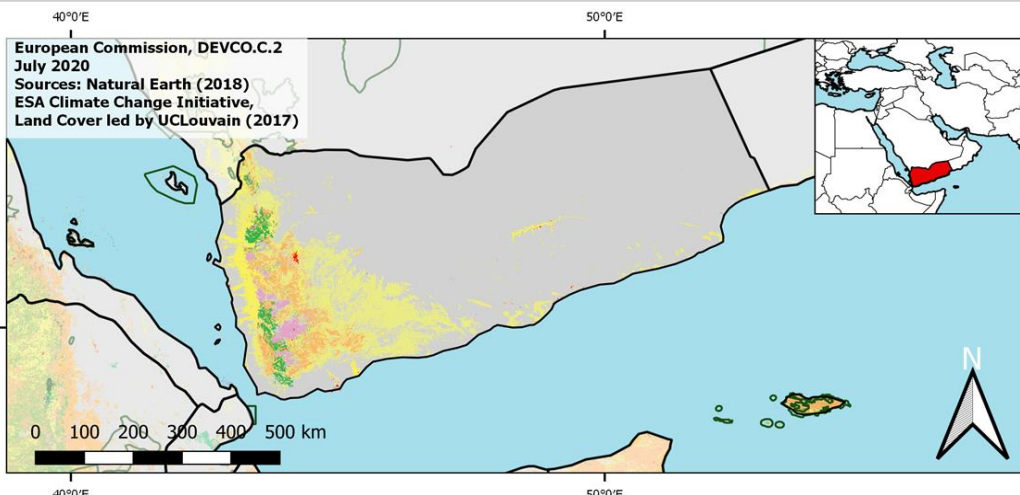 40°0'E 50°0'E
European Commission, DEVCO.C.2
July 2020
Sources: Natural Earth (2018)
ESA Climate Change Initiative,
Land Cover led by UCLouvain (2017)
N
0 100 200 300 400 500 km
40°0'E 50°0'E